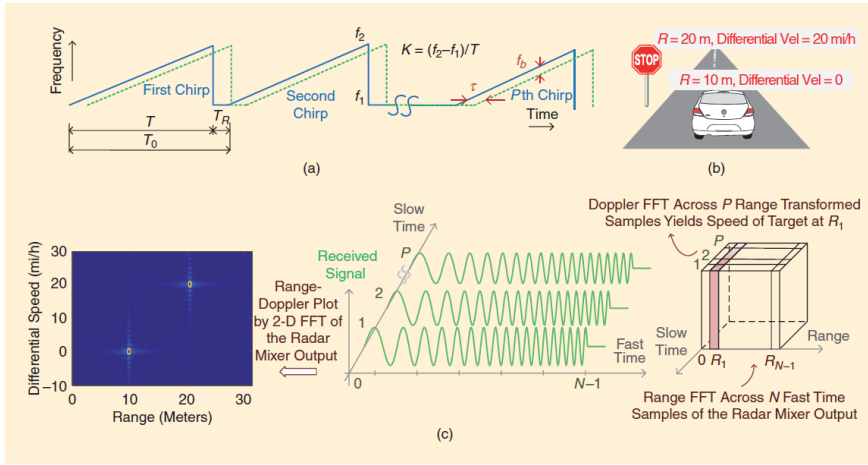 Frequency
First Chirp
Second
Chirp
f₂
f₁
K = (f₂–f₁)/T
f_b
τ
Pth Chirp
Time
T
T_R
T₀
(a)
R = 20 m, Differential Vel = 20 mi/h
STOP
R = 10 m, Differential Vel = 0
(b)
Differential Speed (mi/h)
30
20
10
0
–10
0
10
20
30
Range (Meters)
Range-
Doppler Plot
by 2-D FFT of
the Radar
Mixer Output
Slow
Time
Received
Signal
P
2
1
0
N–1
Fast
Time
Doppler FFT Across P Range Transformed
Samples Yields Speed of Target at R₁
P
2
1
Slow
Time
0
R₁
R_{N–1}
Range
Range FFT Across N Fast Time
Samples of the Radar Mixer Output
(c)